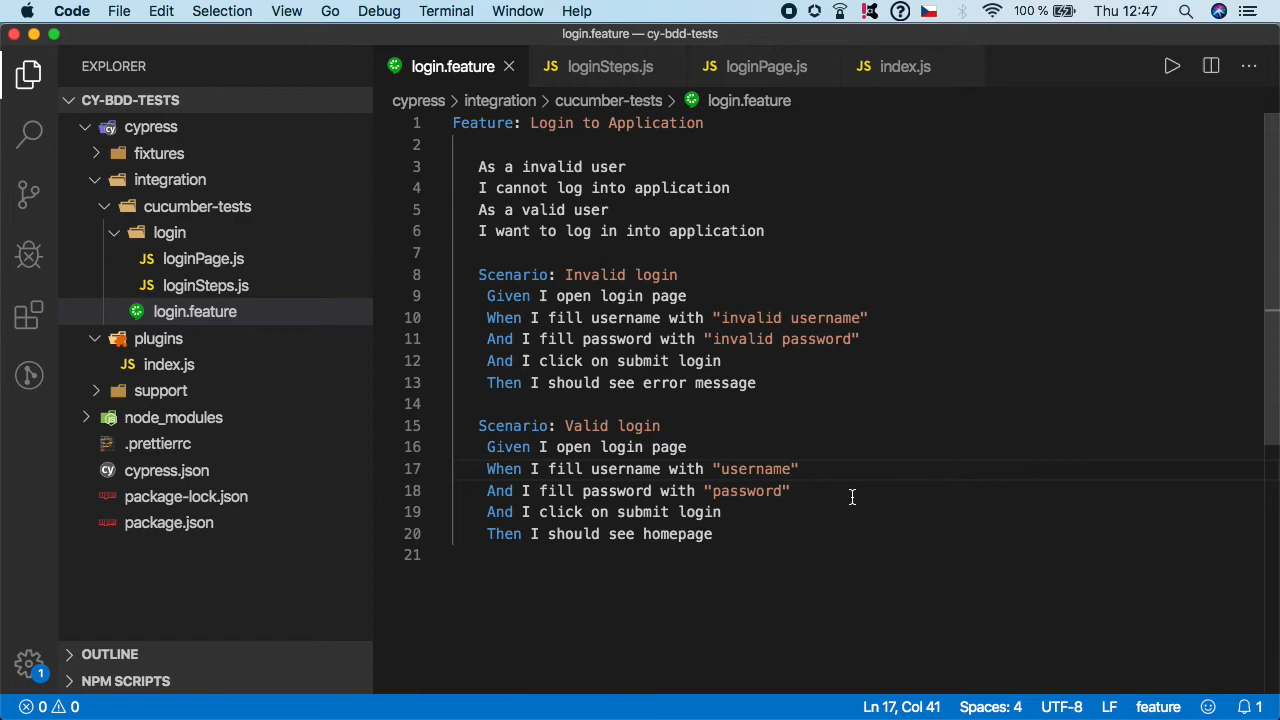 Code File Edit Selection View Go Debug Terminal Window Help 100 % Thu 12:47
login.feature — cy-bdd-tests
EXPLORER
CY-BDD-TESTS
cypress
fixtures
integration
cucumber-tests
login
JS loginPage.js
JS loginSteps.js
login.feature
plugins
JS index.js
support
node_modules
.prettierrc
cy cypress.json
package-lock.json
package.json
OUTLINE
NPM SCRIPTS
login.feature JS loginSteps.js JS loginPage.js JS index.js
cypress > integration > cucumber-tests > login.feature
1 Feature: Login to Application
2
3 As a invalid user
4 I cannot log into application
5 As a valid user
6 I want to log in into application
7
8 Scenario: Invalid login
9 Given I open login page
10 When I fill username with "invalid username"
11 And I fill password with "invalid password"
12 And I click on submit login
13 Then I should see error message
14
15 Scenario: Valid login
16 Given I open login page
17 When I fill username with "username"
18 And I fill password with "password"
19 And I click on submit login
20 Then I should see homepage
21
1
0 0 Ln 17, Col 41 Spaces: 4 UTF-8 LF feature 1